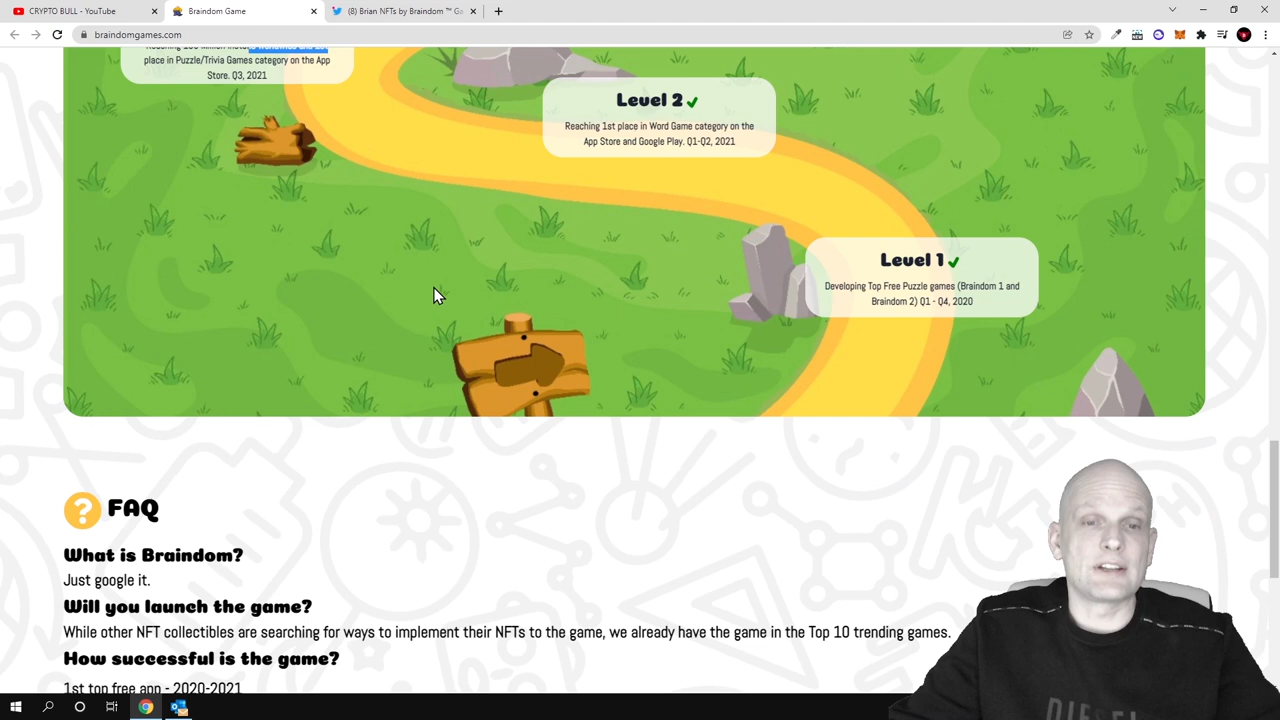 CRYPTO BULL - YouTube
Braindom Game
(8) Brian NFTs by Braindom ™ Ga
braindomgames.com
place in Puzzle/Trivia Games category on the App
Store. Q3, 2021
Level 2
Reaching 1st place in Word Game category on the
App Store and Google Play. Q1-Q2, 2021
Level 1
Developing Top Free Puzzle games (Braindom 1 and
Braindom 2) Q1 - Q4, 2020
? FAQ
What is Braindom?
Just google it.
Will you launch the game?
While other NFT collectibles are searching for ways to implement their NFTs to the game, we already have the game in the Top 10 trending games.
How successful is the game?
1st top free app - 2020-2021